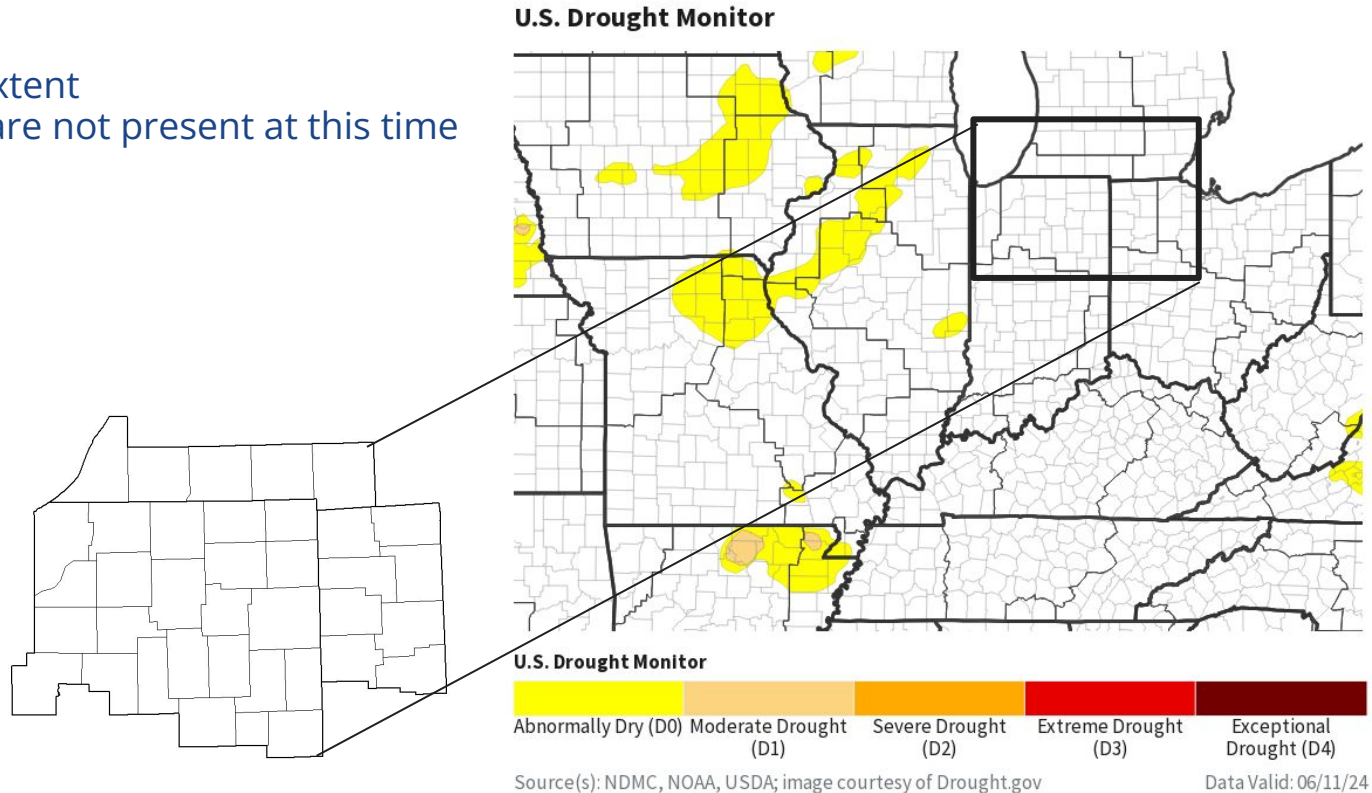 U.S. Drought Monitor
xtent
are not present at this time
U.S. Drought Monitor
Abnormally Dry (D0)
Moderate Drought
(D1)
Severe Drought
(D2)
Extreme Drought
(D3)
Exceptional
Drought (D4)
Source(s): NDMC, NOAA, USDA; image courtesy of Drought.gov
Data Valid: 06/11/24